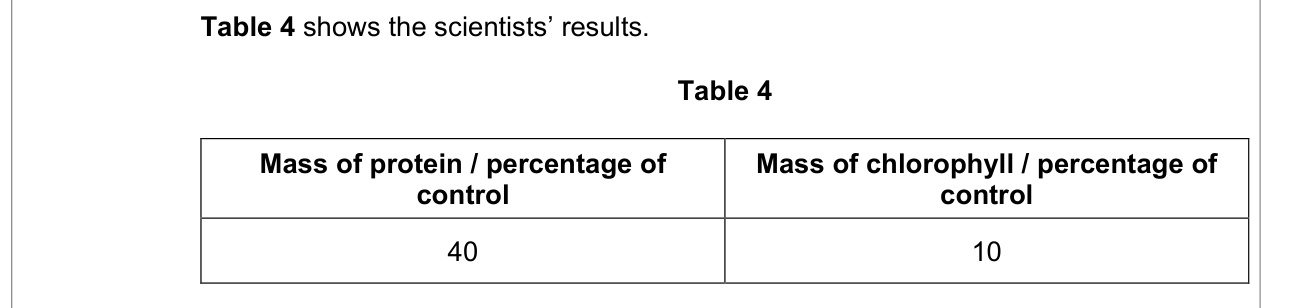 Table 4 shows the scientists’ results.
Table 4
Mass of protein / percentage of
control
Mass of chlorophyll / percentage of
control
40
10